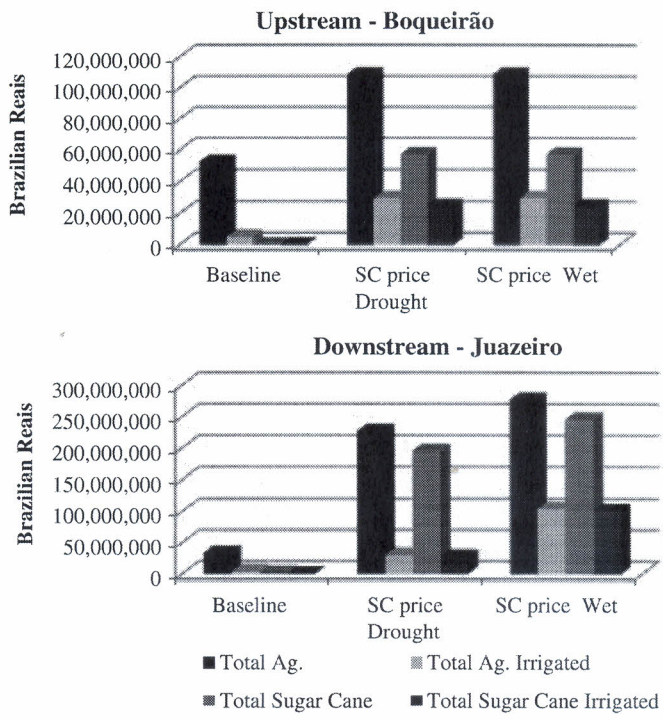 Upstream - Boqueirão
Brazilian Reais
120,000,000
100,000,000
80,000,000
60,000,000
40,000,000
20,000,000
0
Baseline
SC price Drought
SC price Wet
Downstream - Juazeiro
Brazilian Reais
300,000,000
250,000,000
200,000,000
150,000,000
100,000,000
50,000,000
0
Baseline
SC price Drought
SC price Wet
Total Ag.
Total Ag. Irrigated
Total Sugar Cane
Total Sugar Cane Irrigated